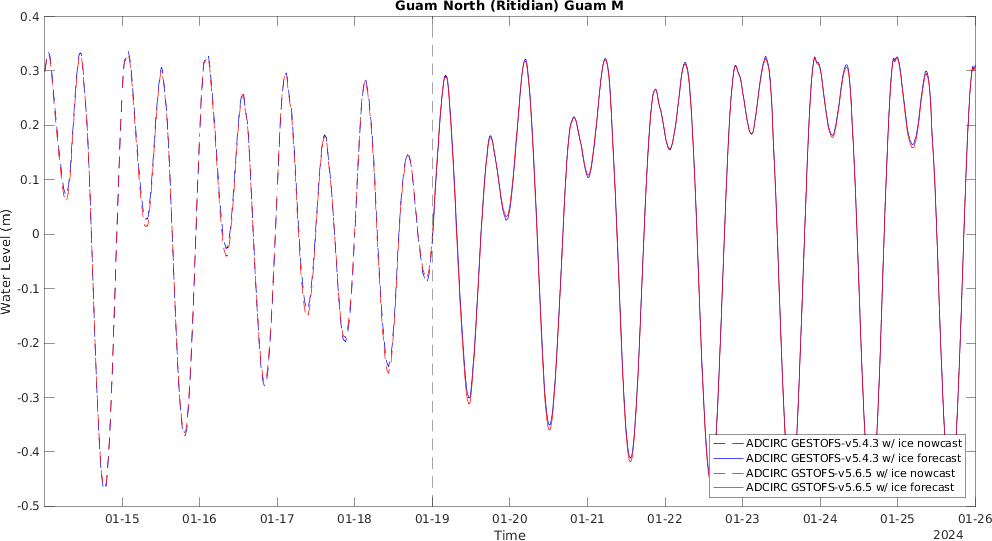 Guam North (Ritidian) Guam M
0.4
0.3
0.2
0.1
0
-0.1
-0.2
-0.3
-0.4
-0.5
Water Level (m)
ADCIRC GESTOFS-v5.4.3 w/ ice nowcast
ADCIRC GESTOFS-v5.4.3 w/ ice forecast
ADCIRC GSTOFS-v5.6.5 w/ ice nowcast
ADCIRC GSTOFS-v5.6.5 w/ ice forecast
01-15 01-16 01-17 01-18 01-19 01-20 01-21 01-22 01-23 01-24 01-25 01-26
Time
2024